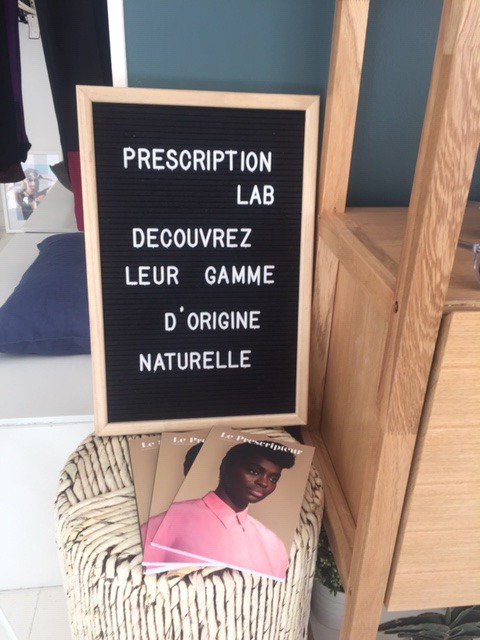 PRESCRIPTION
LAB
DECOUVREZ
LEUR GAMME
D'ORIGINE
NATURELLE
Le Prescripteur